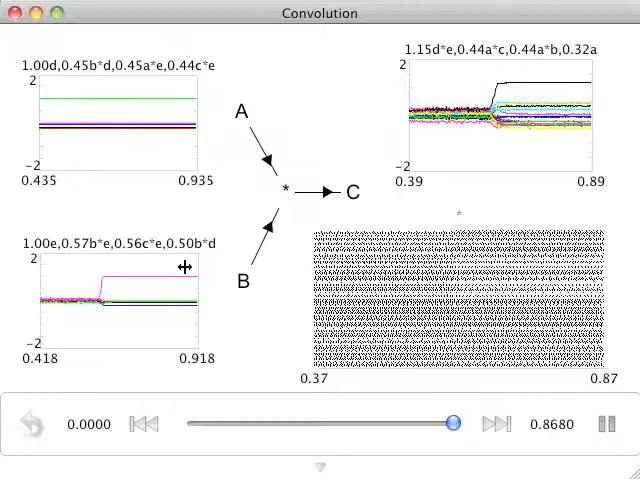 Convolution
1.00d,0.45b*d,0.45a*e,0.44c*e
2
-2
0.435 0.935
A
* C
B
1.15d*e,0.44a*c,0.44a*b,0.32a
2
-2
0.39 0.89
1.00e,0.57b*e,0.56c*e,0.50b*d
2
-2
0.418 0.918
*
0.37 0.87
0.0000 0.8680